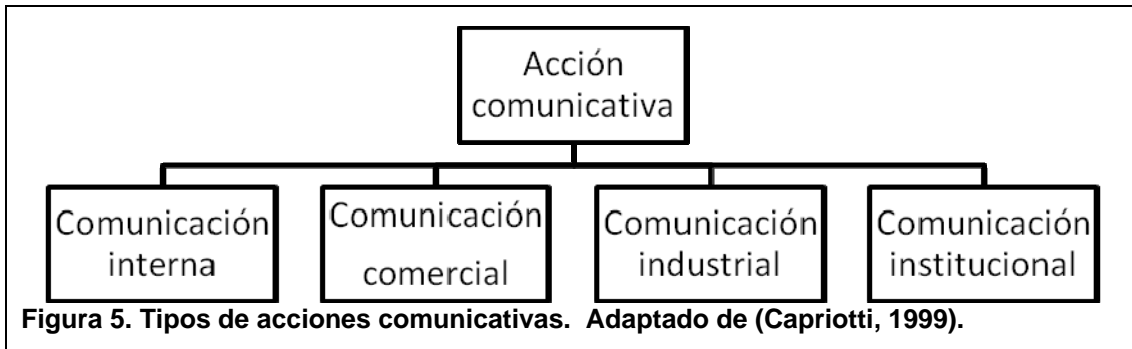 Acción
comunicativa
Comunicación
interna
Comunicación
comercial
Comunicación
industrial
Comunicación
institucional
Figura 5. Tipos de acciones comunicativas. Adaptado de (Capriotti, 1999).